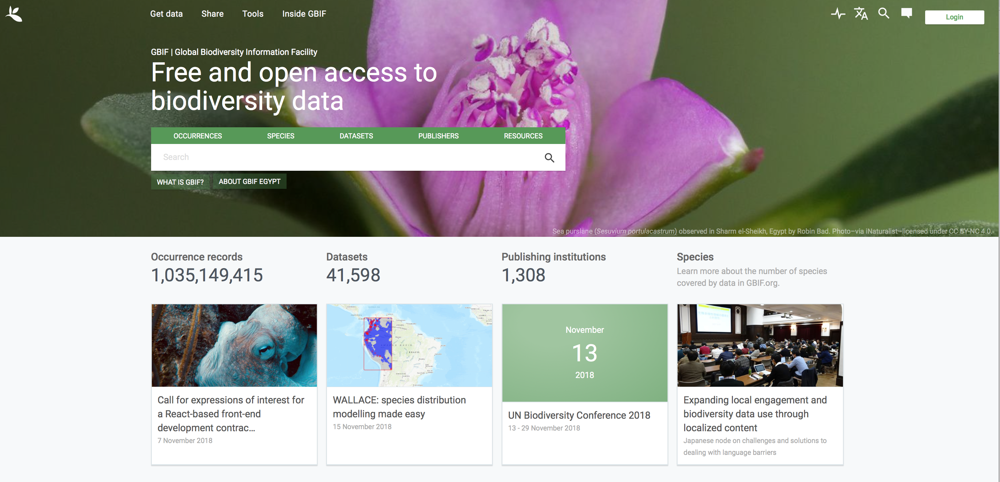 Get data
Share
Tools
Inside GBIF
Login
GBIF | Global Biodiversity Information Facility
Free and open access to
biodiversity data
OCCURRENCES
SPECIES
DATASETS
PUBLISHERS
RESOURCES
Search
WHAT IS GBIF?
ABOUT GBIF EGYPT
Sea purslane (Sesuvium portulacastrum) observed in Sharm el-Sheikh, Egypt by Robin Bad. Photo–via iNaturalist–licensed under CC BY-NC 4.0.
Occurrence records
1,035,149,415
Datasets
41,598
Publishing institutions
1,308
Species
Learn more about the number of species
covered by data in GBIF.org.
Call for expressions of interest for
a React-based front-end
development contrac...
7 November 2018
AMAZON BASIN
BRAZIL
WALLACE: species distribution
modelling made easy
15 November 2018
November
13
2018
UN Biodiversity Conference 2018
13 - 29 November 2018
Expanding local engagement and
biodiversity data use through
localized content
Japanese node on challenges and solutions to
dealing with language barriers